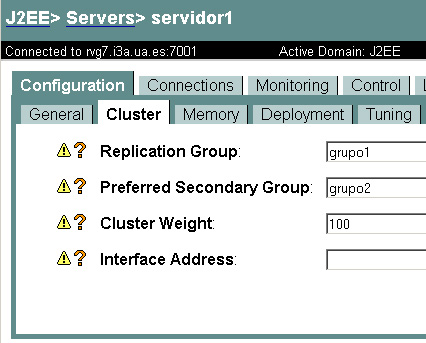 J2EE> Servers> servidor1
Connected to rvg7.i3a.ua.es:7001 Active Domain: J2EE
Configuration Connections Monitoring Control
General Cluster Memory Deployment Tuning
Replication Group: grupo1
Preferred Secondary Group: grupo2
Cluster Weight: 100
Interface Address: